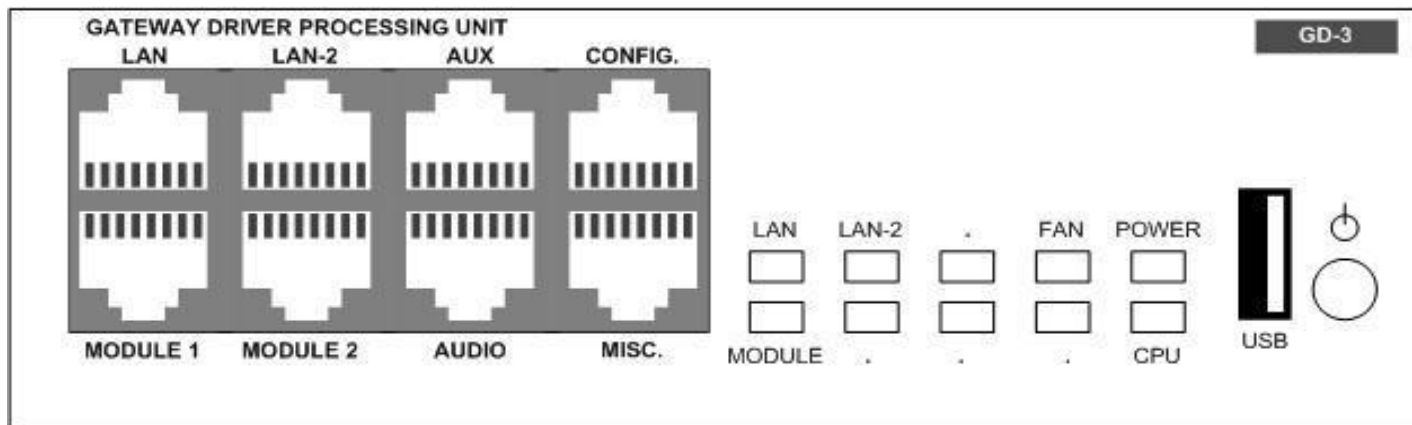 GATEWAY DRIVER PROCESSING UNIT
GD-3
LAN LAN-2 AUX CONFIG.
LAN LAN-2 . FAN POWER
MODULE 1 MODULE 2 AUDIO MISC.
MODULE . . . CPU
USB